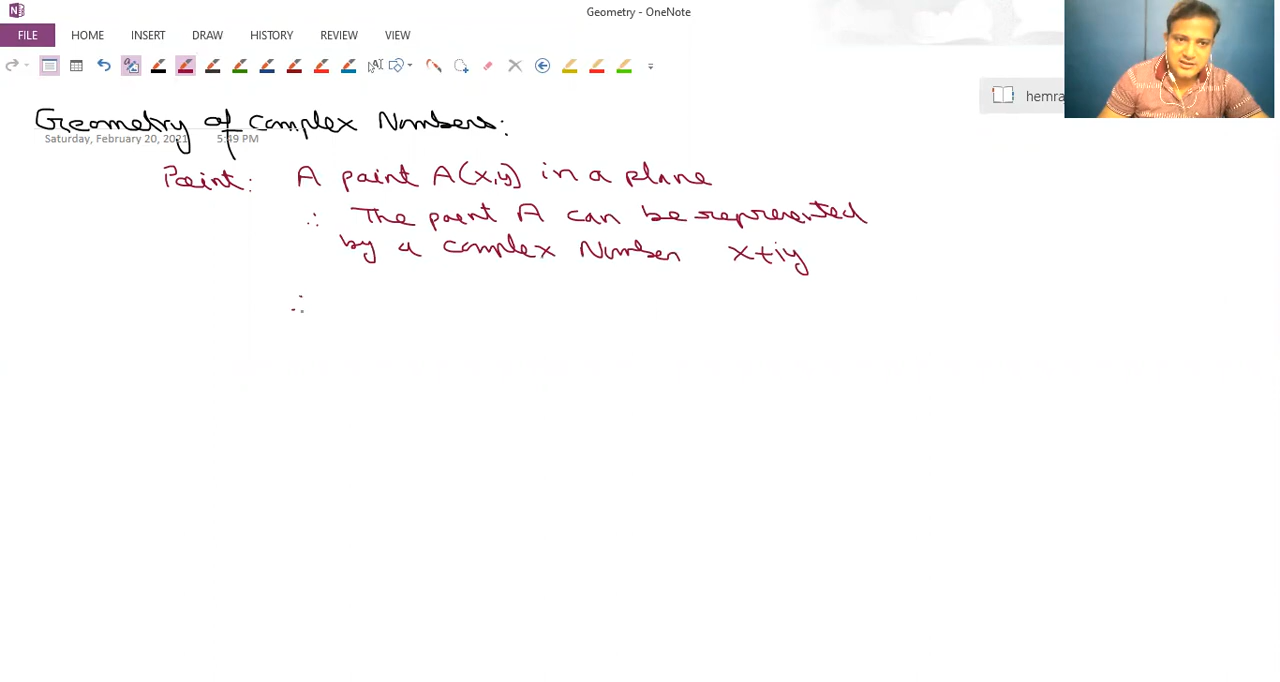 Geometry - OneNote
FILE HOME INSERT DRAW HISTORY REVIEW VIEW
hemra
Geometry of Complex Numbers:
Saturday, February 20, 2021 5:49 PM
Point: A point A(x,y) in a plane
∴ The point A can be represented
by a complex Number x+iy
∴